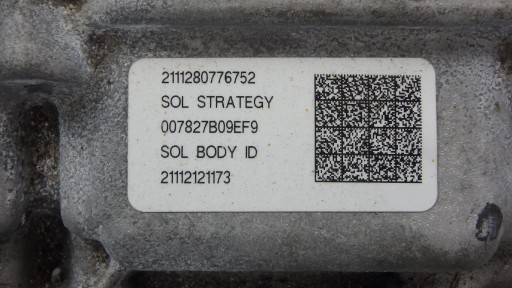 2111280776752
SOL STRATEGY
007827B09EF9
SOL BODY ID
21112121173